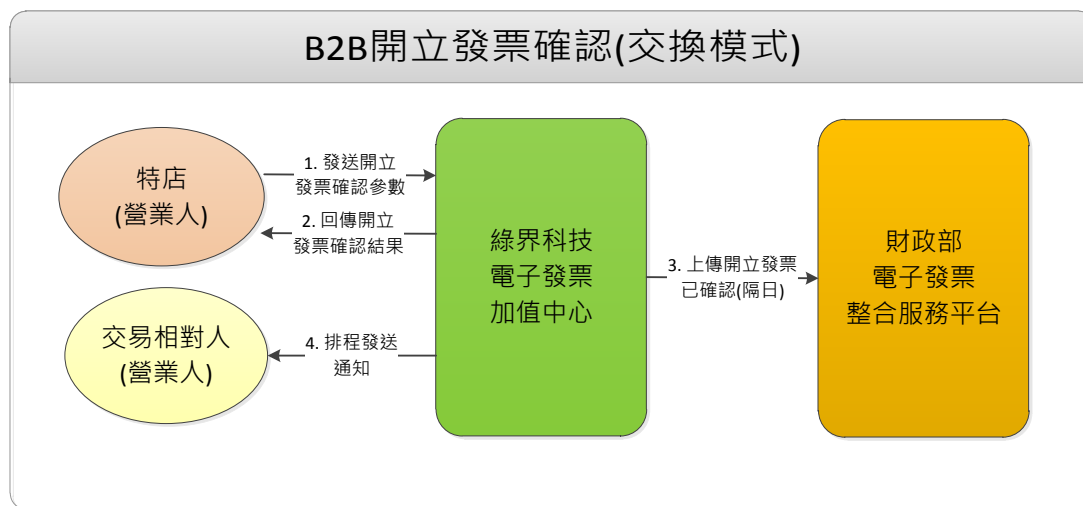 B2B開立發票確認(交換模式)
特店
(營業人)
1. 發送開立
發票確認參數
2. 回傳開立
發票確認結果
綠界科技
電子發票
加值中心
3. 上傳開立發票
已確認(隔日)
財政部
電子發票
整合服務平台
交易相對人
(營業人)
4. 排程發送
通知